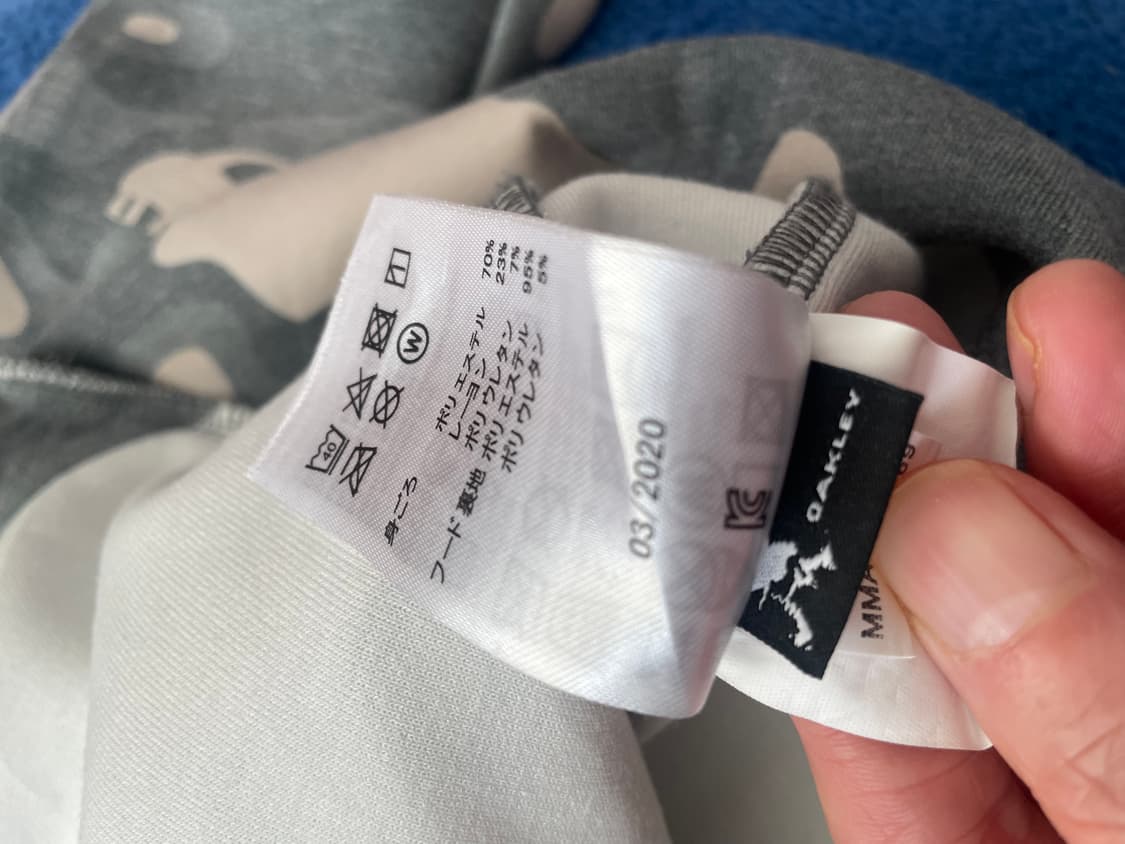 40
W
身ごろ ポリエステル 70%
レーヨン 23%
ポリウレタン 7%
フード裏地 ポリエステル 95%
ポリウレタン 5%
03/2020
OAKLEY